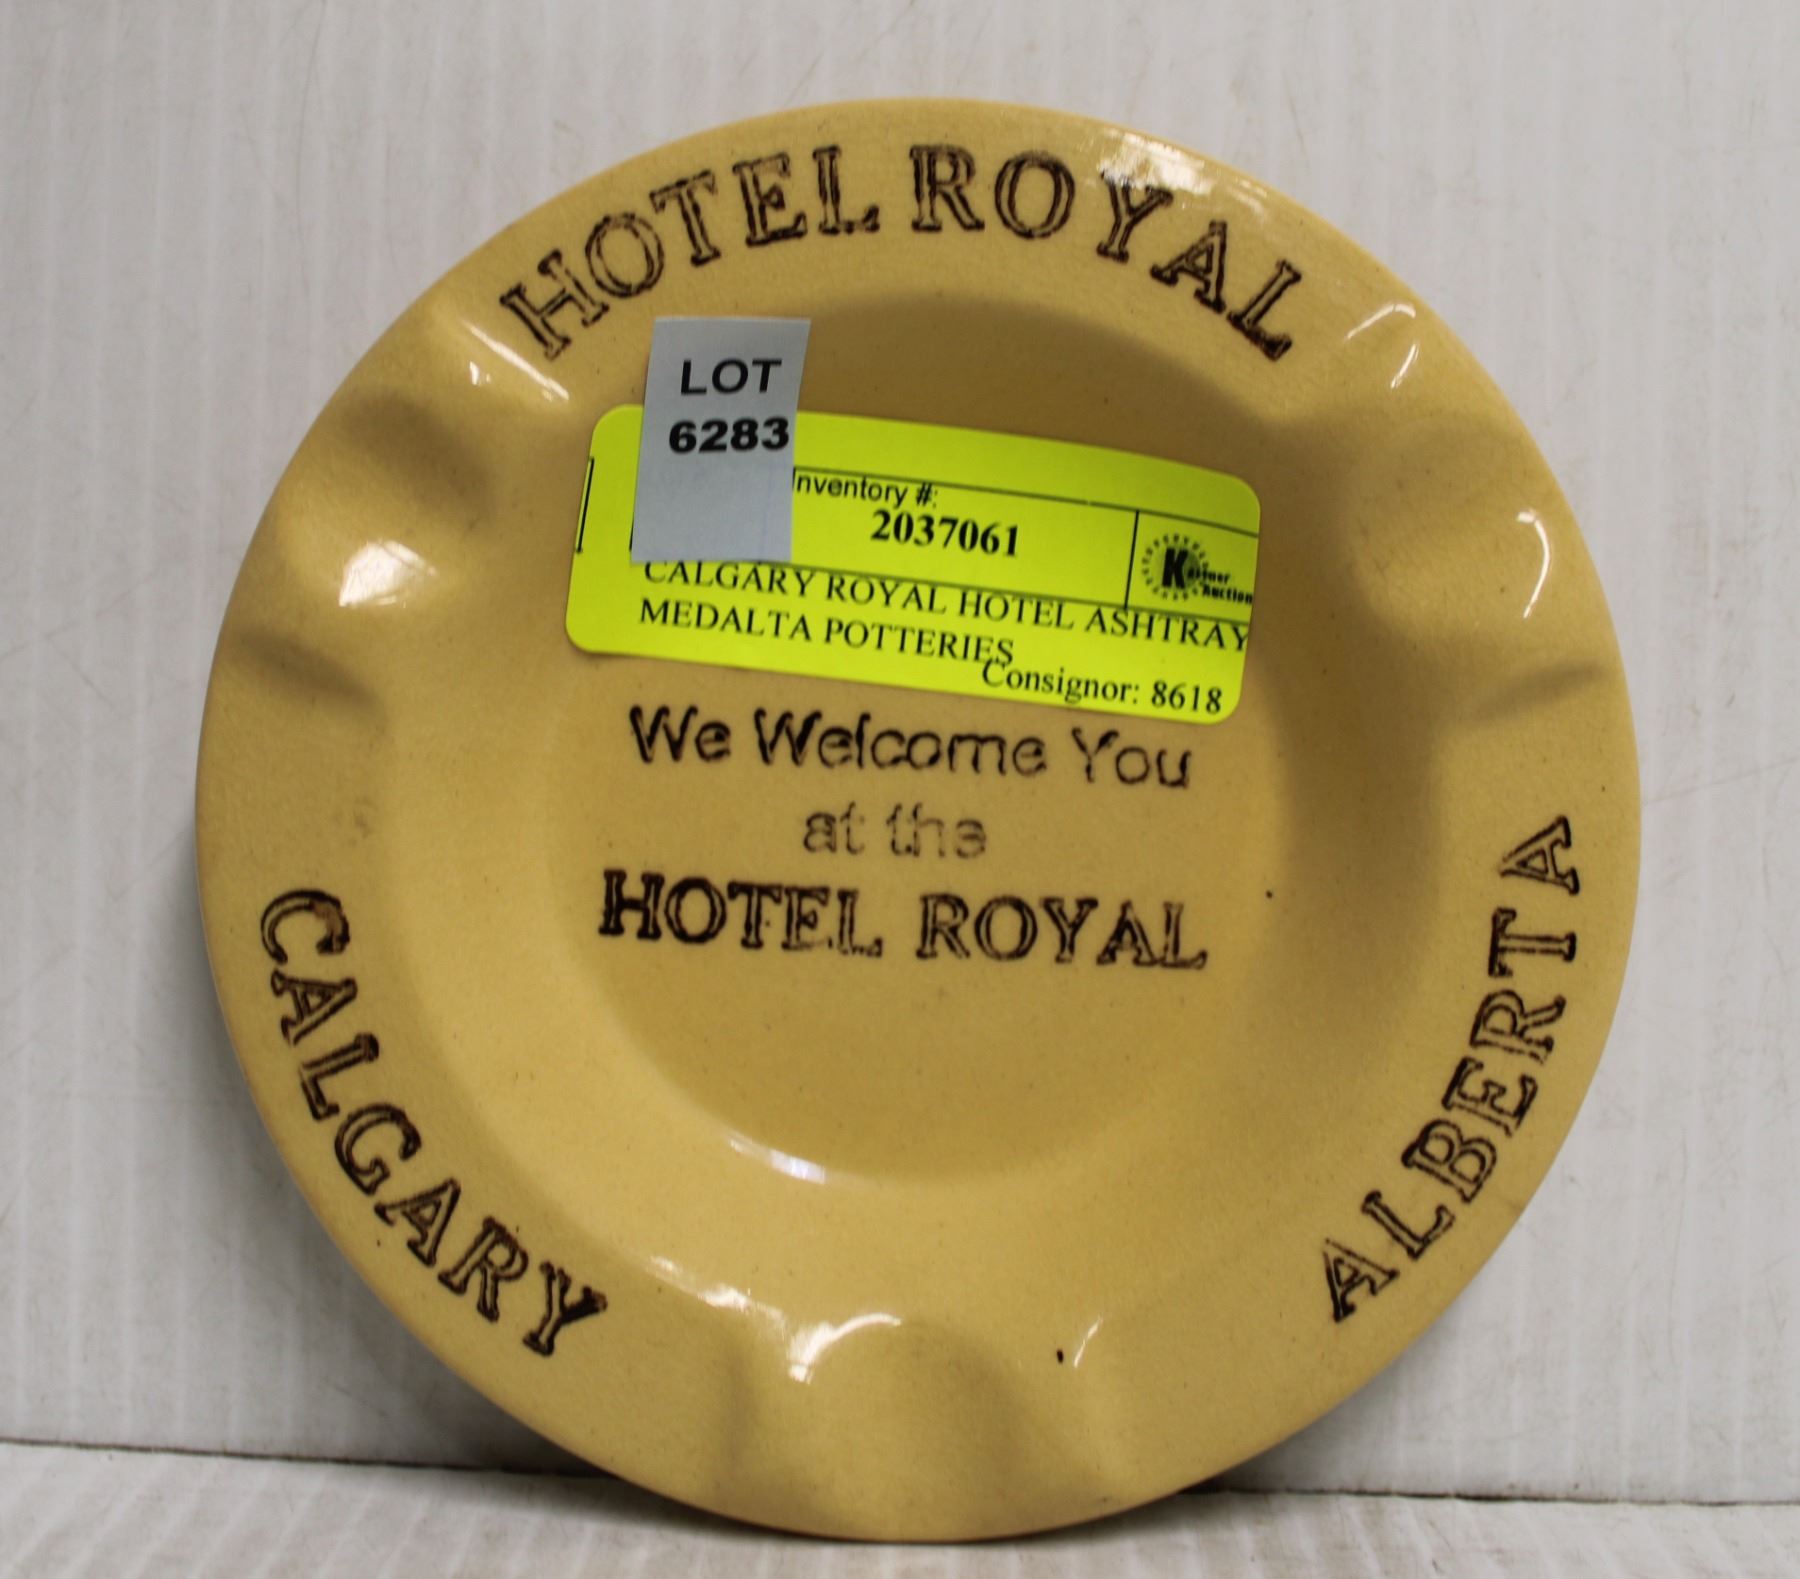 HOTEL ROYAL
LOT
6283
Inventory #:
2037061
Auction
CALGARY ROYAL HOTEL ASHTRAY
MEDALTA POTTERIES
Consignor: 8618
We Welcome You
at the
HOTEL ROYAL
CALGARY
ALBERTA